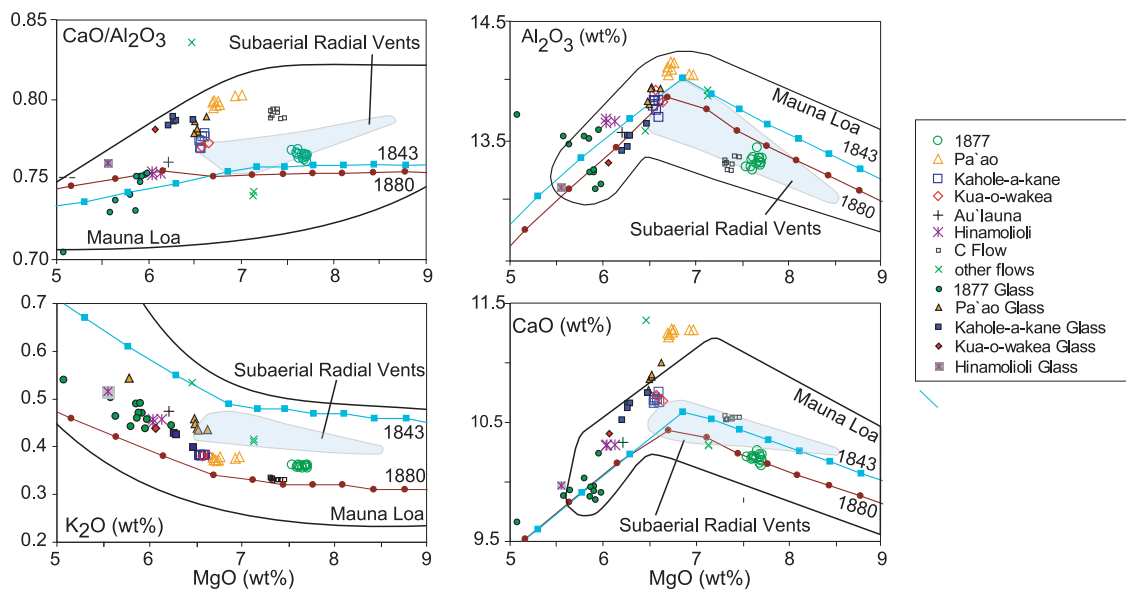 0.85
CaO/Al2O3
Subaerial Radial Vents
0.80
1843
0.75
1880
Mauna Loa
0.70
5 6 7 8 9
14.5
Al2O3 (wt%)
Mauna Loa
13.5
1843
1880
Subaerial Radial Vents
5 6 7 8 9
0.7
0.6
Subaerial Radial Vents
0.5
1843
0.4
0.3
1880
Mauna Loa
K2O (wt%)
0.2
5 6 7 8 9
MgO (wt%)
11.5
CaO (wt%)
Mauna Loa
10.5
1843
1880
Subaerial Radial Vents
9.5
5 6 7 8 9
MgO (wt%)
1877
Pa`ao
Kahole-a-kane
Kua-o-wakea
Au`launa
Hinamolioli
C Flow
other flows
1877 Glass
Pa`ao Glass
Kahole-a-kane Glass
Kua-o-wakea Glass
Hinamolioli Glass